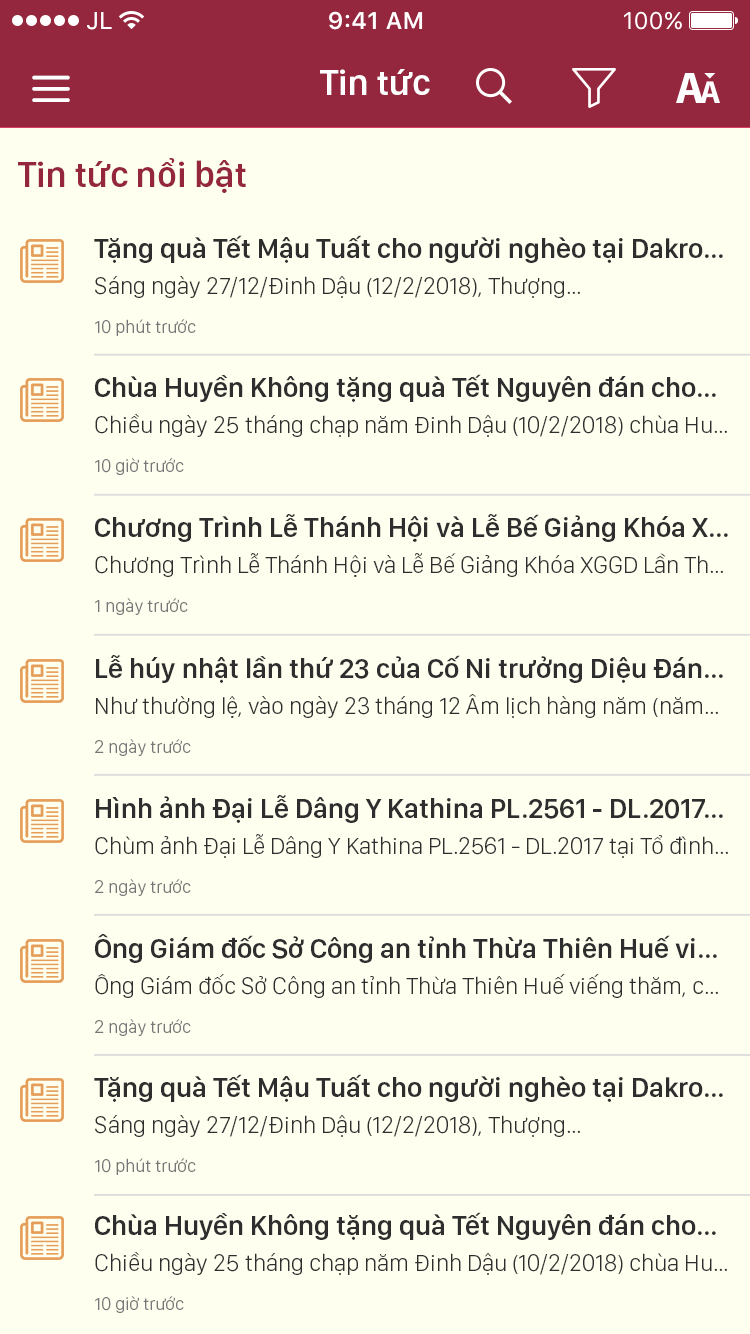 JL 9:41 AM 100%
Tin tức AA
Tin tức nổi bật
Tặng quà Tết Mậu Tuất cho người nghèo tại Dakro...
Sáng ngày 27/12/Đinh Dậu (12/2/2018), Thượng...
10 phút trước
Chùa Huyền Không tặng quà Tết Nguyên đán cho...
Chiều ngày 25 tháng chạp năm Đinh Dậu (10/2/2018) chùa Hu...
10 giờ trước
Chương Trình Lễ Thánh Hội và Lễ Bế Giảng Khóa X...
Chương Trình Lễ Thánh Hội và Lễ Bế Giảng Khóa XGGD Lần Th...
1 ngày trước
Lễ húy nhật lần thứ 23 của Cố Ni trưởng Diệu Đán...
Như thường lệ, vào ngày 23 tháng 12 Âm lịch hàng năm (năm...
2 ngày trước
Hình ảnh Đại Lễ Dâng Y Kathina PL.2561 - DL.2017...
Chùm ảnh Đại Lễ Dâng Y Kathina PL.2561 - DL.2017 tại Tổ đình...
2 ngày trước
Ông Giám đốc Sở Công an tỉnh Thừa Thiên Huế vi...
Ông Giám đốc Sở Công an tỉnh Thừa Thiên Huế viếng thăm, c...
2 ngày trước
Tặng quà Tết Mậu Tuất cho người nghèo tại Dakro...
Sáng ngày 27/12/Đinh Dậu (12/2/2018), Thượng...
10 phút trước
Chùa Huyền Không tặng quà Tết Nguyên đán cho...
Chiều ngày 25 tháng chạp năm Đinh Dậu (10/2/2018) chùa Hu...
10 giờ trước